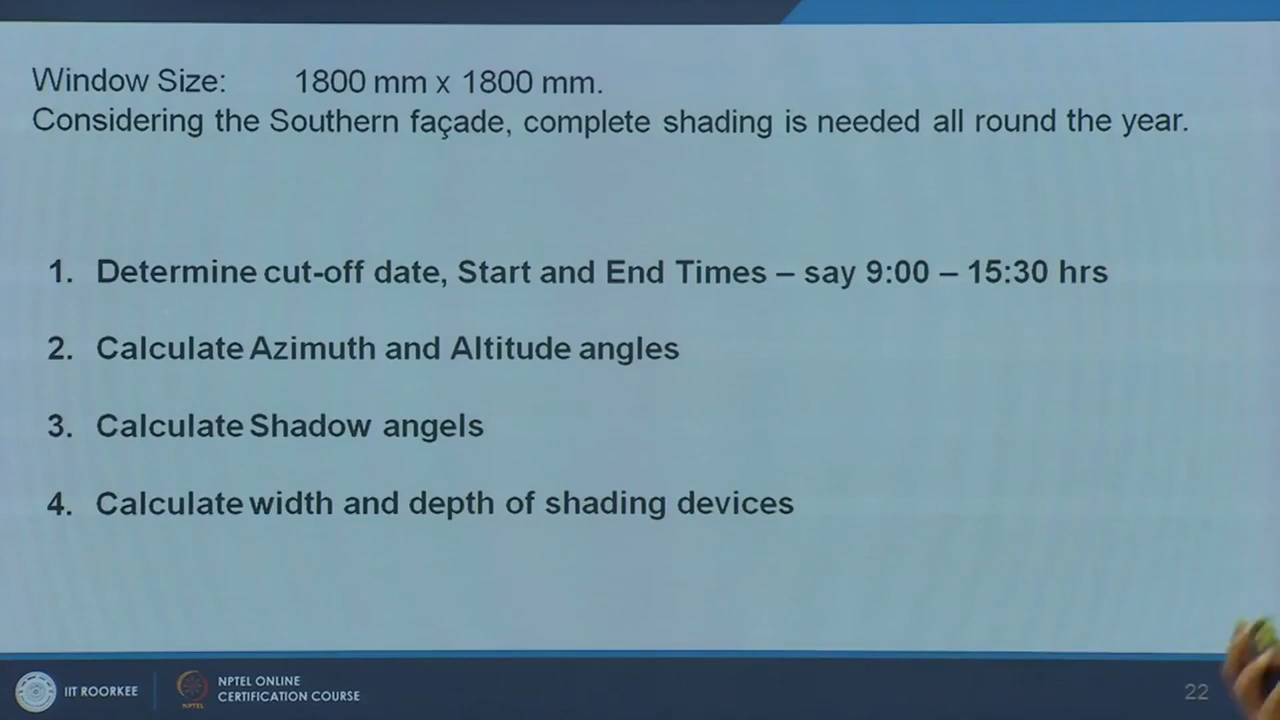 Window Size: 1800 mm x 1800 mm.
Considering the Southern façade, complete shading is needed all round the year.
1. Determine cut-off date, Start and End Times – say 9:00 – 15:30 hrs
2. Calculate Azimuth and Altitude angles
3. Calculate Shadow angels
4. Calculate width and depth of shading devices
IIT ROORKEE
NPTEL ONLINE
CERTIFICATION COURSE
NPTEL
22